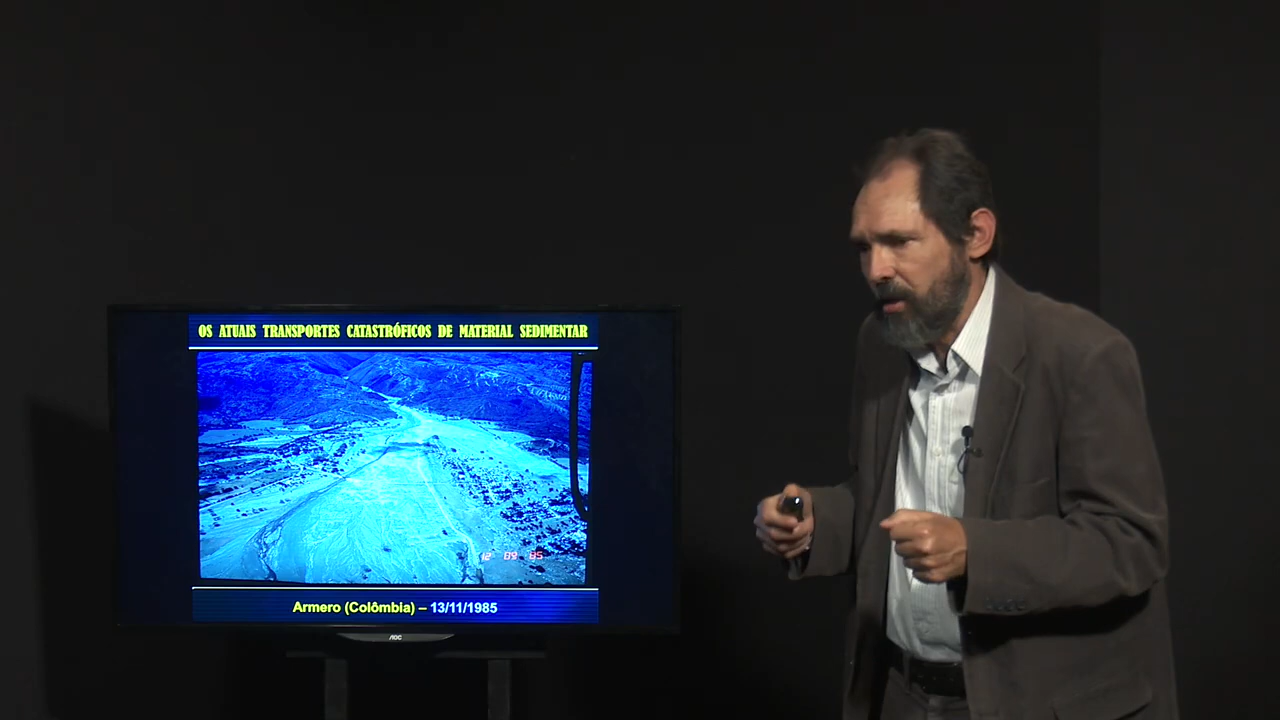 OS ATUAIS TRANSPORTES CATASTRÓFICOS DE MATERIAL SEDIMENTAR
12 09 85
Armero (Colômbia) – 13/11/1985
AOC